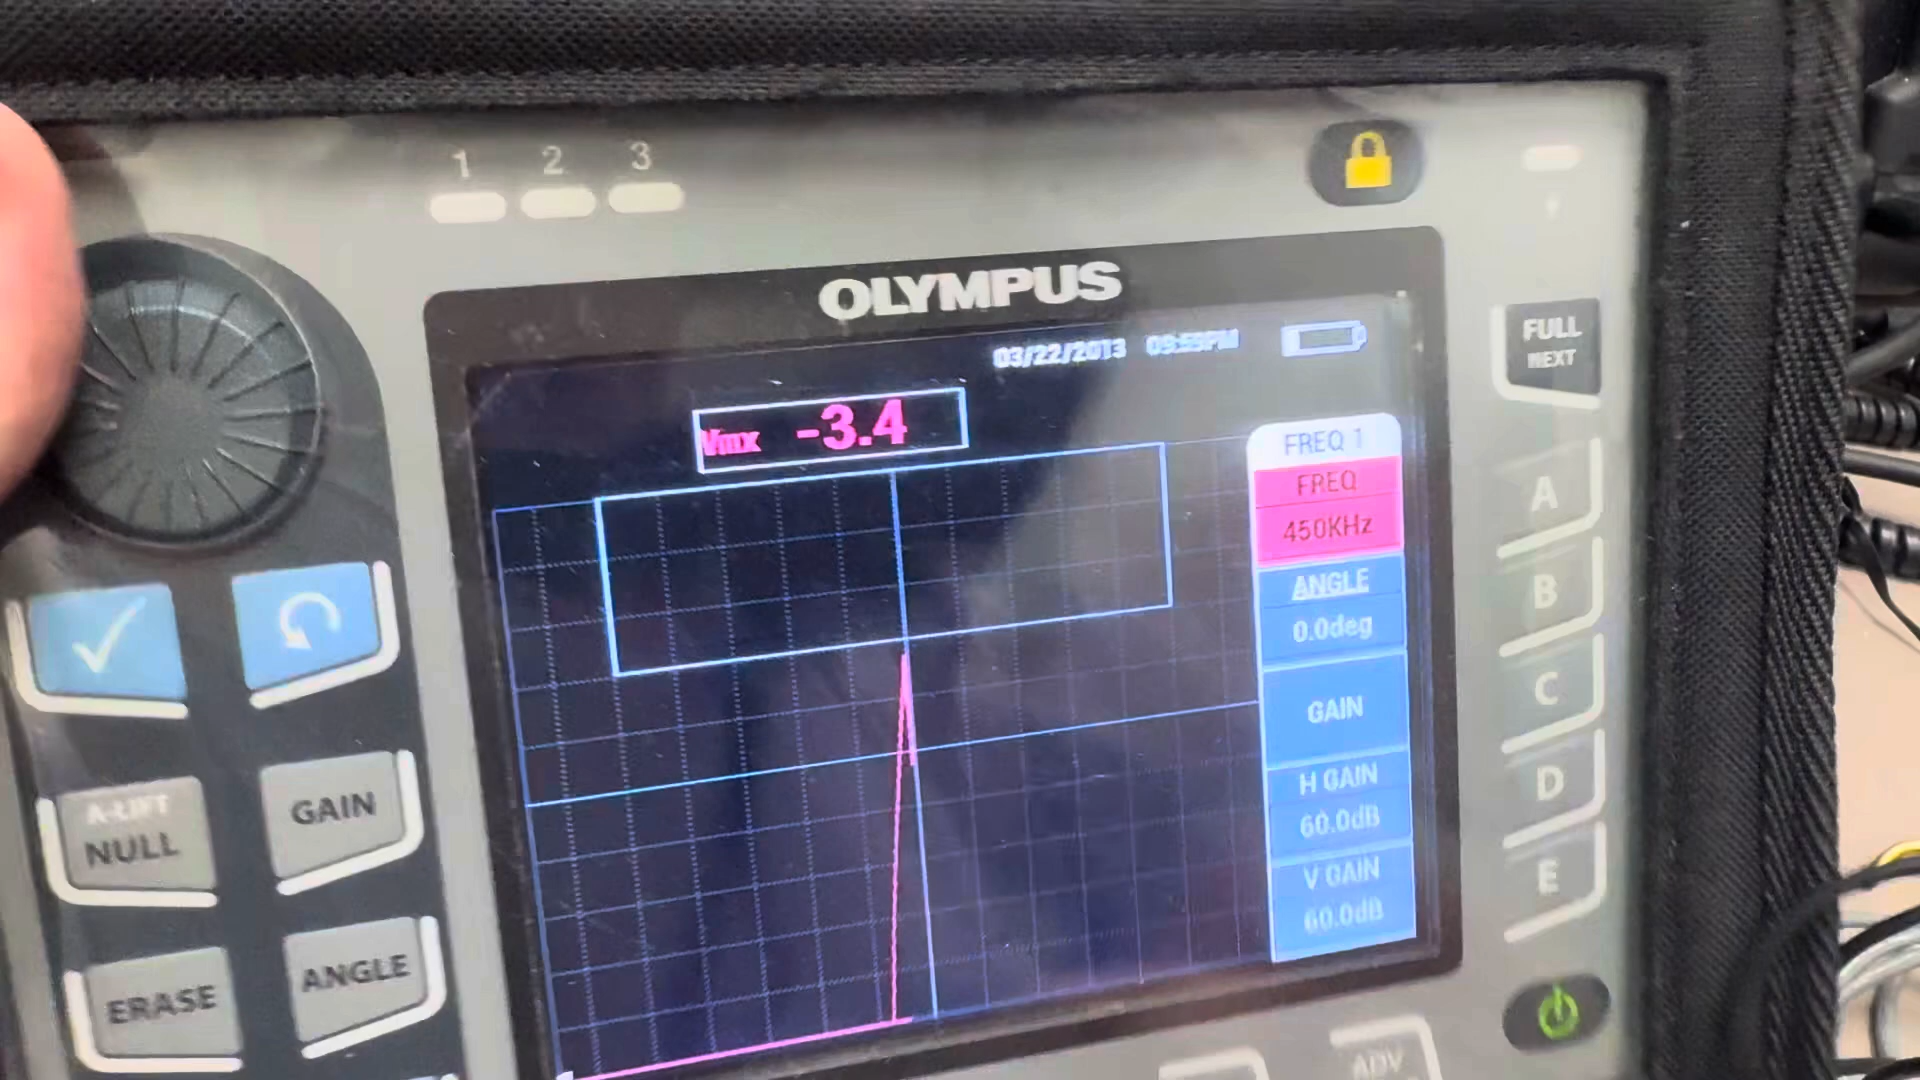 1 2 3
OLYMPUS
03/22/2013 09:59PM
Vmx -3.4
FREQ 1
FREQ
450KHz
ANGLE
0.0deg
GAIN
H GAIN
60.0dB
V GAIN
60.0dB
FULL
NEXT
A
B
C
D
E
A-LIFT
NULL
GAIN
ERASE
ANGLE
ADV